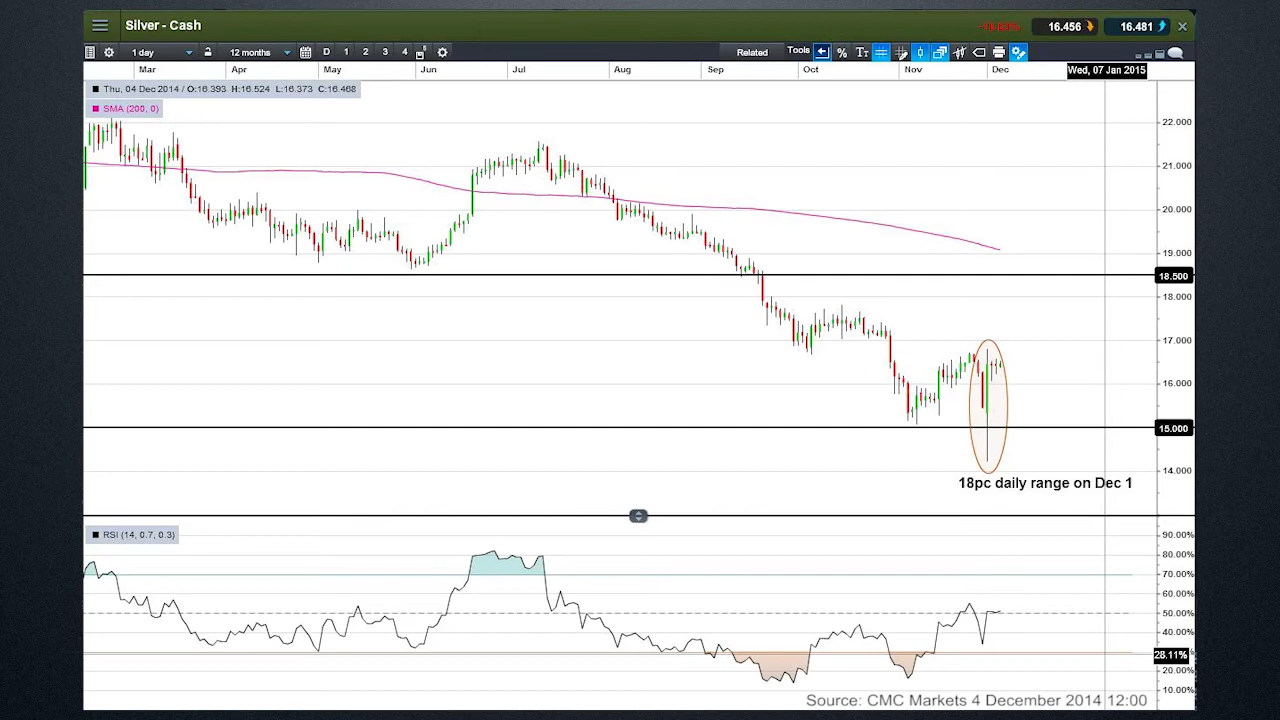 Silver - Cash
16.456
16.481
1 day
12 months
D 1 2 3 4
Related
Tools
Mar Apr May Jun Jul Aug Sep Oct Nov Dec
Wed, 07 Jan 2015
Thu, 04 Dec 2014 / O:16.393 H:16.524 L:16.373 C:16.468
SMA (200, 0)
22.000
21.000
20.000
19.000
18.500
18.000
17.000
16.000
15.000
14.000
18pc daily range on Dec 1
RSI (14, 0.7, 0.3)
90.00%
80.00%
70.00%
60.00%
50.00%
40.00%
28.11%
20.00%
10.00%
Source: CMC Markets 4 December 2014 12:00